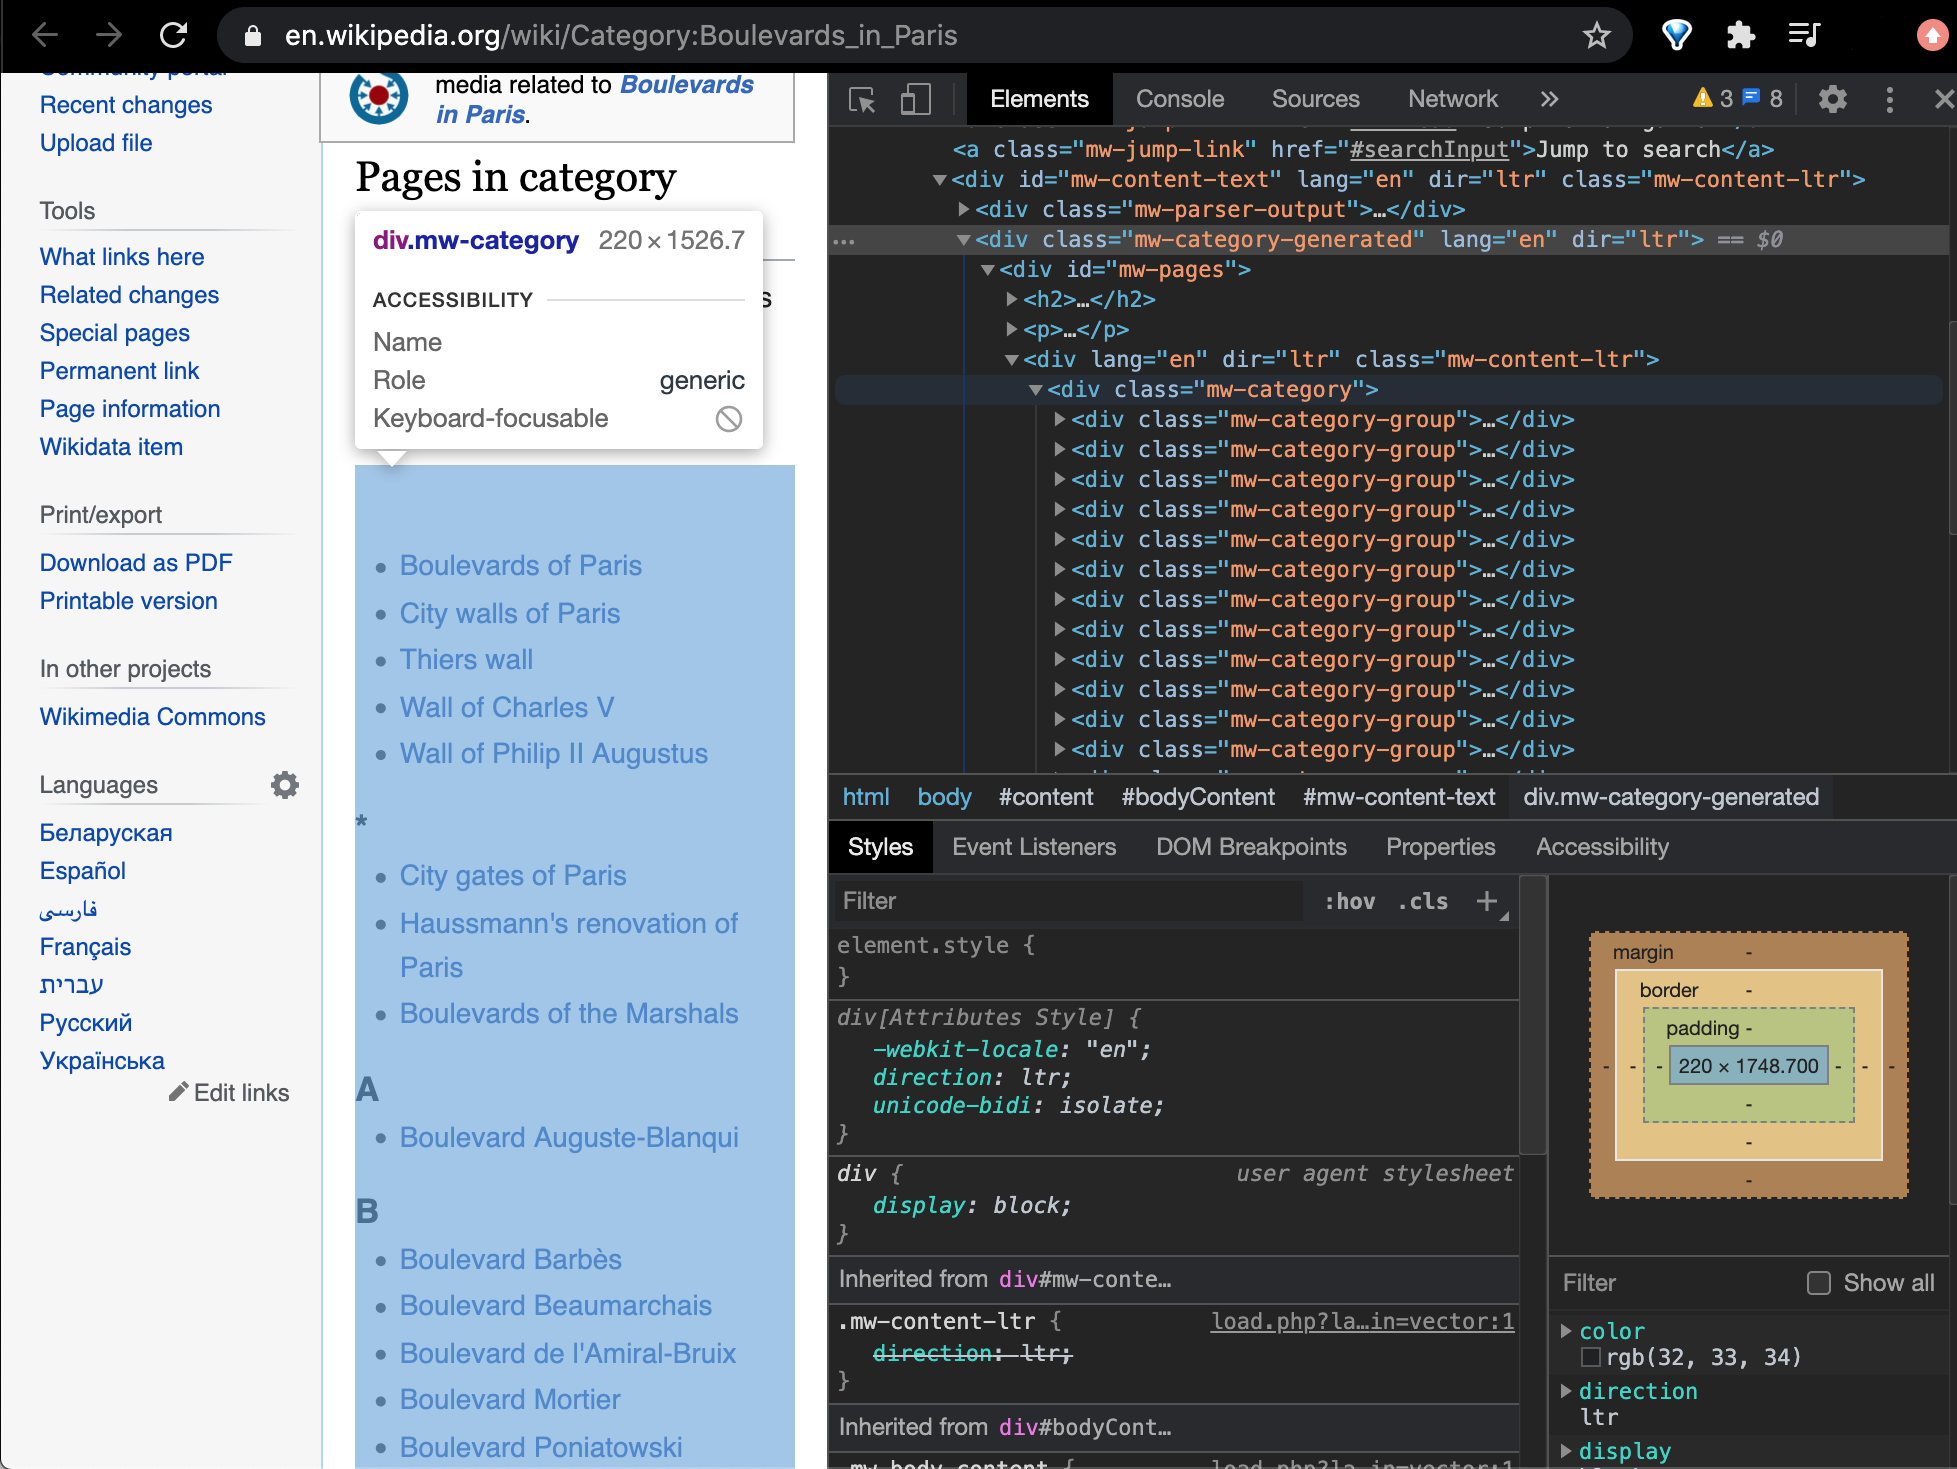 en.wikipedia.org/wiki/Category:Boulevards_in_Paris
Community portal
Recent changes
Upload file
Tools
What links here
Related changes
Special pages
Permanent link
Page information
Wikidata item
Print/export
Download as PDF
Printable version
In other projects
Wikimedia Commons
Languages
Беларуская
Español
فارسی
Français
עברית
Русский
Українська
Edit links
media related to Boulevards
in Paris.
Pages in category
div.mw-category 220 × 1526.7
ACCESSIBILITY
s
Name
Role generic
Keyboard-focusable
Boulevards of Paris
City walls of Paris
Thiers wall
Wall of Charles V
Wall of Philip II Augustus
*
City gates of Paris
Haussmann's renovation of
Paris
Boulevards of the Marshals
A
Boulevard Auguste-Blanqui
B
Boulevard Barbès
Boulevard Beaumarchais
Boulevard de l'Amiral-Bruix
Boulevard Mortier
Boulevard Poniatowski
Elements Console Sources Network » 3 8
<a class="mw-jump-link" href="#searchInput">Jump to search</a>
<div id="mw-content-text" lang="en" dir="ltr" class="mw-content-ltr">
<div class="mw-parser-output">…</div>
… <div class="mw-category-generated" lang="en" dir="ltr"> == $0
<div id="mw-pages">
<h2>…</h2>
<p>…</p>
<div lang="en" dir="ltr" class="mw-content-ltr">
<div class="mw-category">
<div class="mw-category-group">…</div>
<div class="mw-category-group">…</div>
<div class="mw-category-group">…</div>
<div class="mw-category-group">…</div>
<div class="mw-category-group">…</div>
<div class="mw-category-group">…</div>
<div class="mw-category-group">…</div>
<div class="mw-category-group">…</div>
<div class="mw-category-group">…</div>
<div class="mw-category-group">…</div>
<div class="mw-category-group">…</div>
<div class="mw-category-group">…</div>
html body #content #bodyContent #mw-content-text div.mw-category-generated
Styles Event Listeners DOM Breakpoints Properties Accessibility
Filter :hov .cls +
element.style {
}
div[Attributes Style] {
-webkit-locale: "en";
direction: ltr;
unicode-bidi: isolate;
}
div { user agent stylesheet
display: block;
}
Inherited from div#mw-conte…
.mw-content-ltr { load.php?la…in=vector:1
direction: ltr;
}
Inherited from div#bodyCont…
.mw-body-content { load.php?la…in=vector:1
margin -
border -
padding -
- - - 220 × 1748.700 - - -
-
-
-
Filter Show all
color
rgb(32, 33, 34)
direction
ltr
display